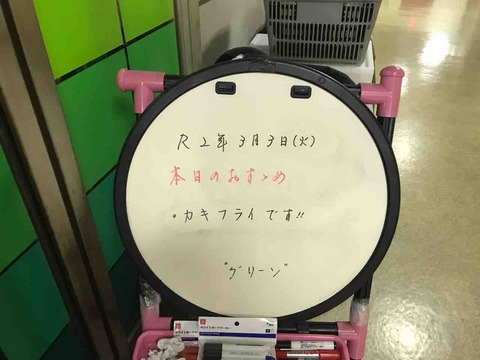 R2年3月3日(火)
本日のおすゝめ
・カキフライです!!
"グリーン"